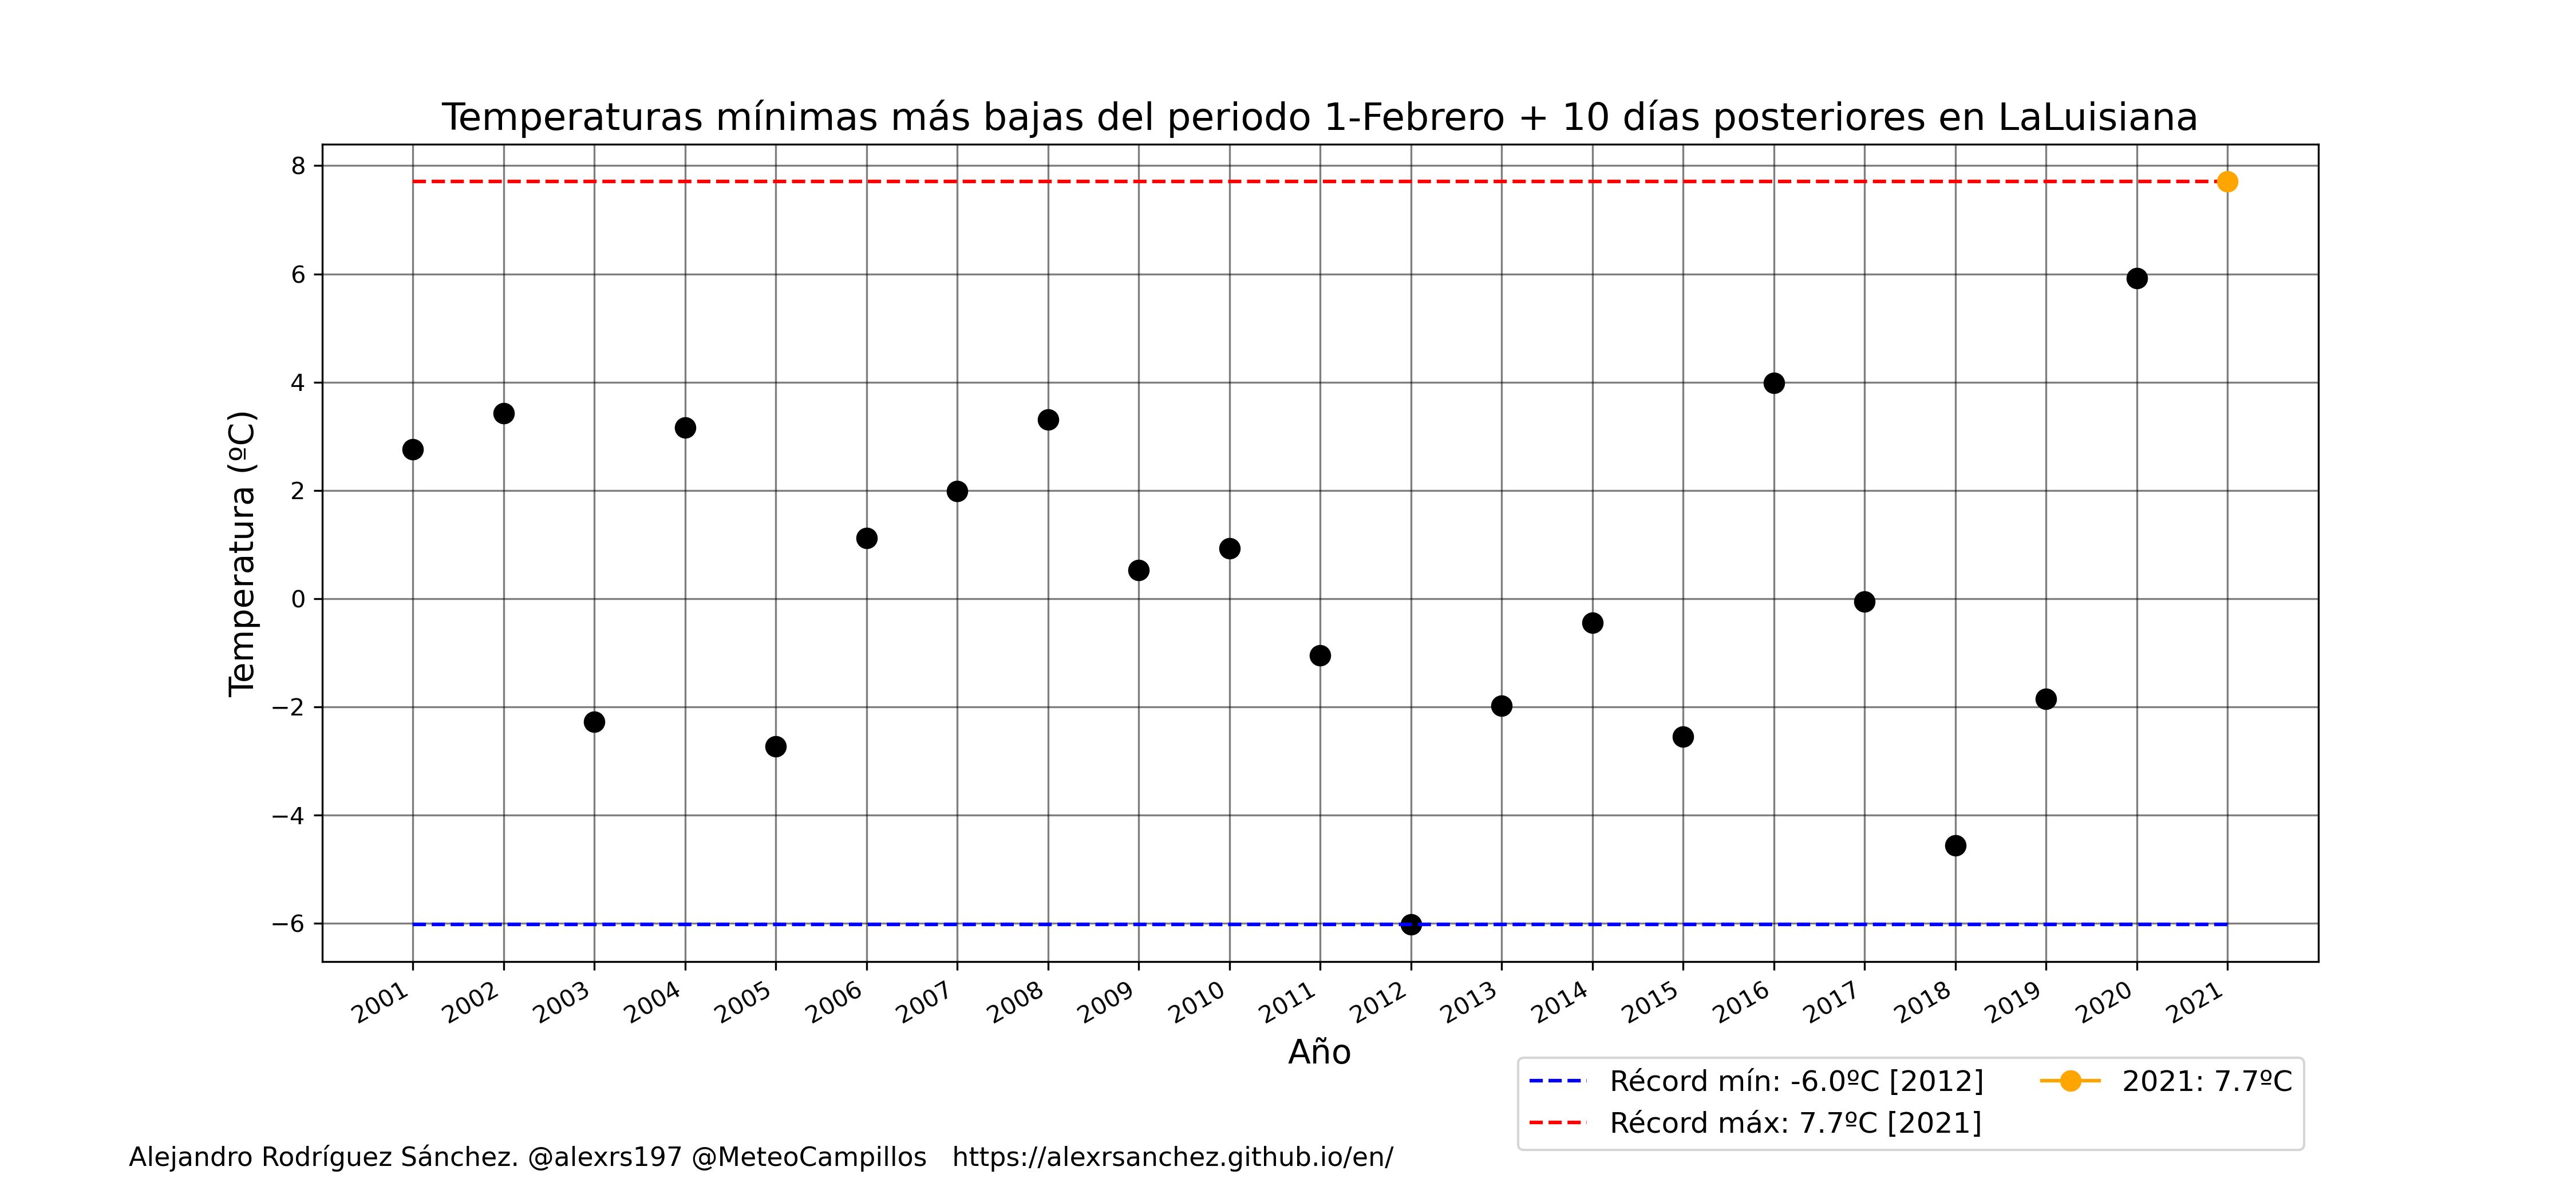 Temperaturas mínimas más bajas del periodo 1-Febrero + 10 días posteriores en LaLuisiana
8
6
4
2
0
−2
−4
−6
Temperatura (ºC)
2001 2002 2003 2004 2005 2006 2007 2008 2009 2010 2011 2012 2013 2014 2015 2016 2017 2018 2019 2020 2021
Año
Récord mín: -6.0ºC [2012]
Récord máx: 7.7ºC [2021]
2021: 7.7ºC
Alejandro Rodríguez Sánchez. @alexrs197 @MeteoCampillos https://alexrsanchez.github.io/en/